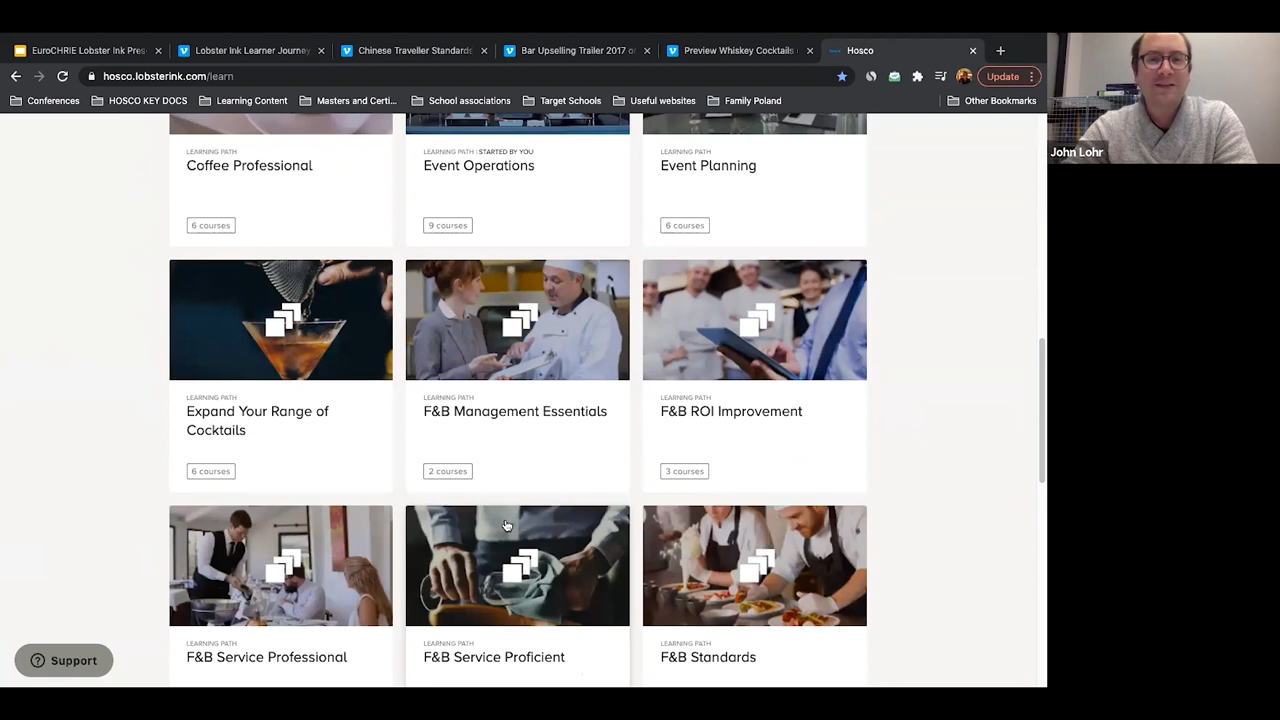 EuroCHRIE Lobster Ink Pres
Lobster Ink Learner Journey
Chinese Traveller Standards
Bar Upselling Trailer 2017 or
Preview Whiskey Cocktails
Hosco
hosco.lobsterink.com/learn
Update
Conferences
HOSCO KEY DOCS
Learning Content
Masters and Certi...
School associations
Target Schools
Useful websites
Family Poland
Other Bookmarks
John Lohr
LEARNING PATH
Coffee Professional
6 courses
LEARNING PATH | STARTED BY YOU
Event Operations
9 courses
LEARNING PATH
Event Planning
6 courses
LEARNING PATH
Expand Your Range of
Cocktails
6 courses
LEARNING PATH
F&B Management Essentials
2 courses
LEARNING PATH
F&B ROI Improvement
3 courses
F&B Service Professional
LEARNING PATH
F&B Service Proficient
LEARNING PATH
F&B Standards
Support